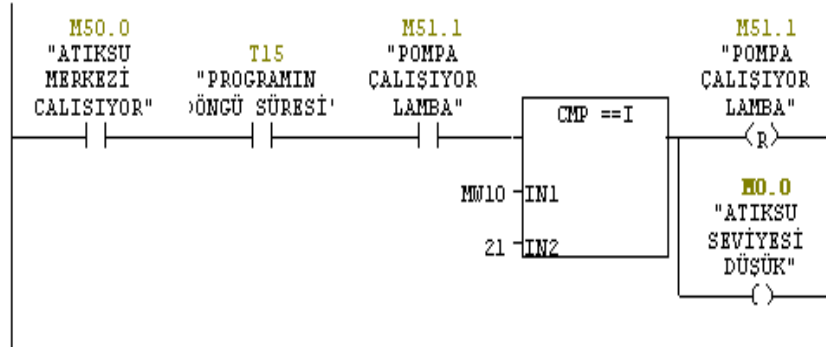 M50.0
"ATIKSU
MERKEZİ
CALISIYOR"
T15
"PROGRAMIN
DÖNGÜ SÜRESİ'
M51.1
"POMPA
ÇALIŞIYOR
LAMBA"
CMP ==I
MW10
IN1
21
IN2
M51.1
"POMPA
ÇALIŞIYOR
LAMBA"
R
M0.0
"ATIKSU
SEVİYESİ
DÜŞÜK"